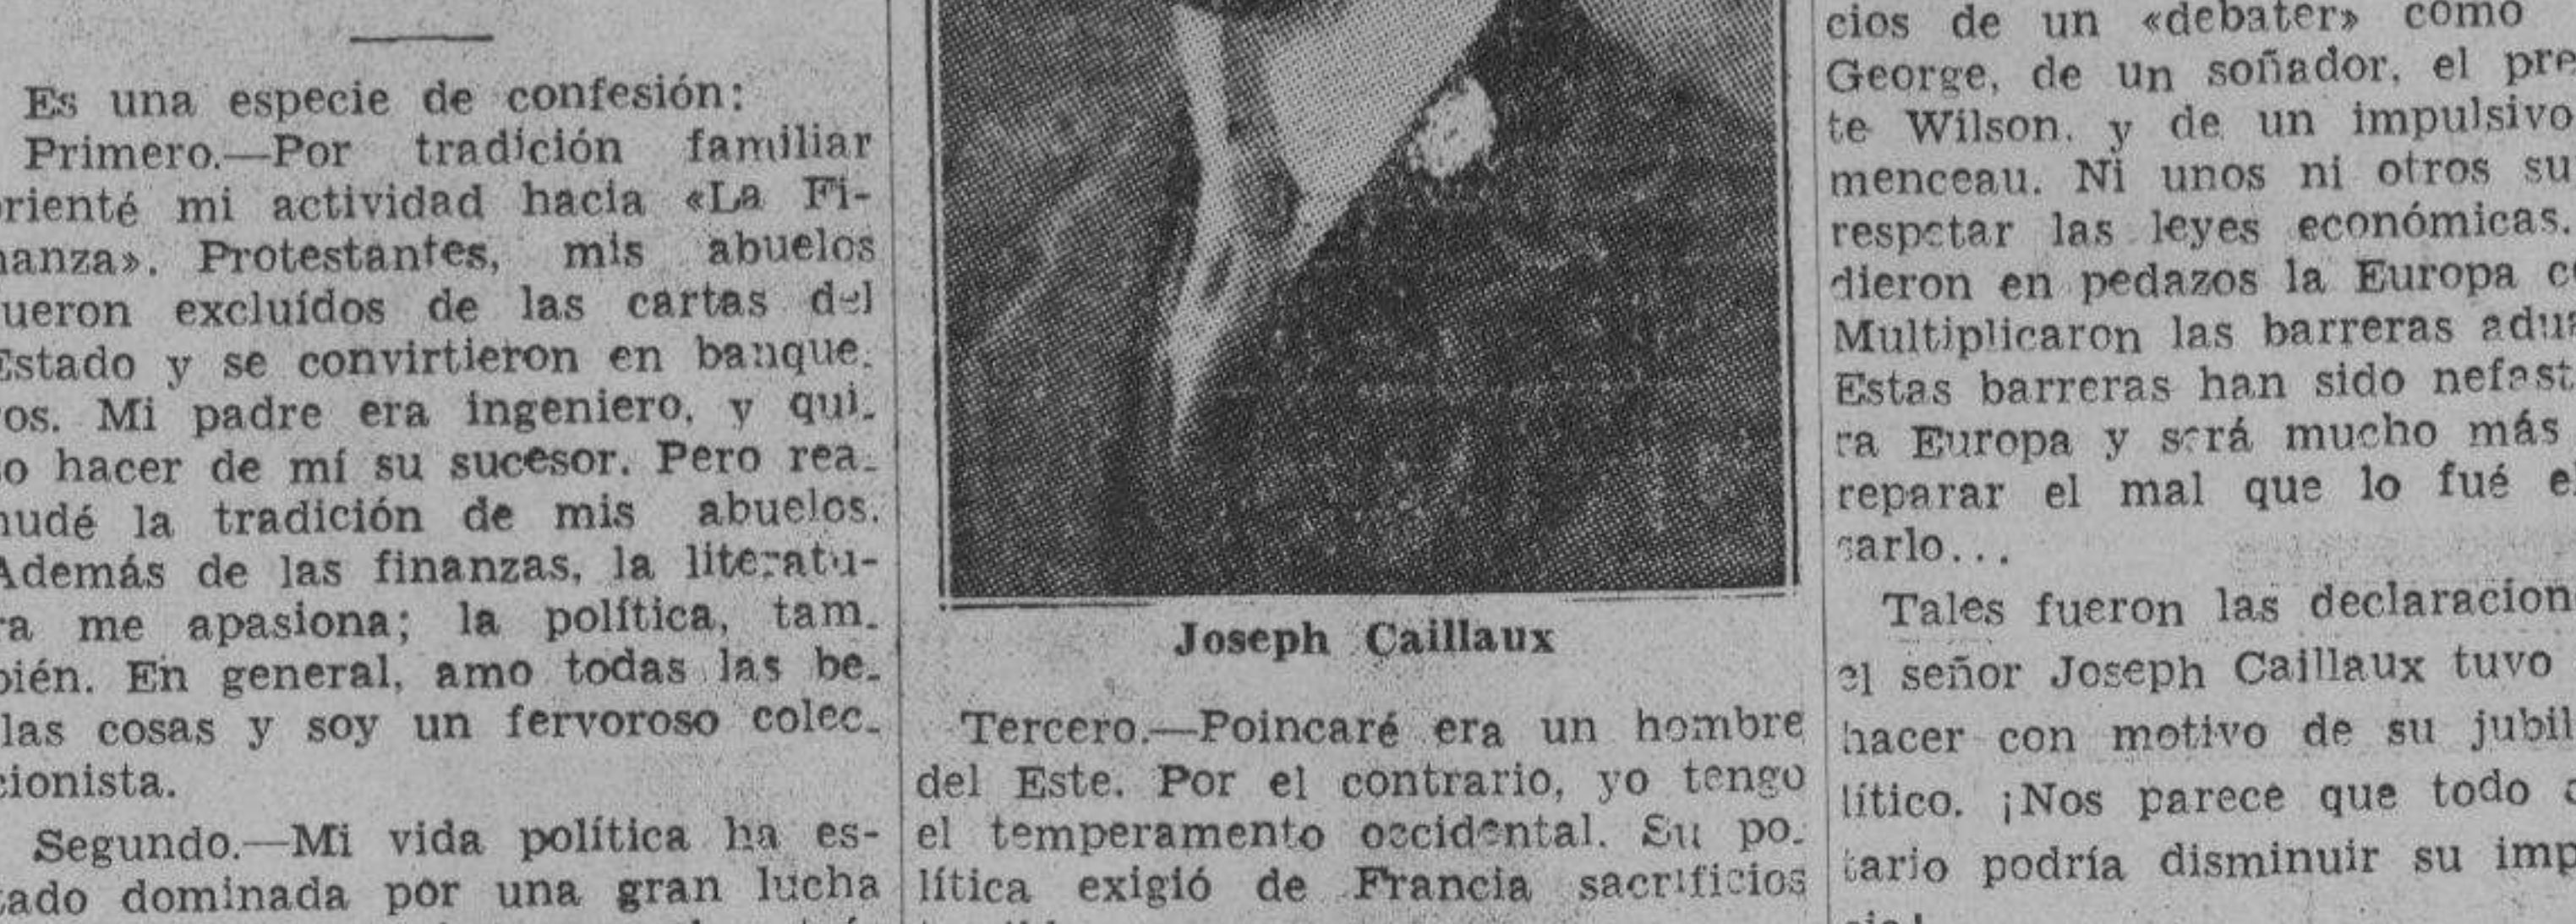 Es una especie de confesión:
Primero.—Por tradición familiar
orienté mi actividad hacia «La Fi-
nanza». Protestantes, mis abuelos
fueron excluídos de las cartas del
Estado y se convirtieron en banque.
ros. Mi padre era ingeniero, y qui-
so hacer de mí su sucesor. Pero rea-
nudé la tradición de mis abuelos.
Además de las finanzas, la literatu-
ra me apasiona; la política, tam-
bién. En general, amo todas las be-
llas cosas y soy un fervoroso colec-
cionista.
Segundo.—Mi vida política ha es-
tado dominada por una gran lucha
Joseph Caillaux
Tercero.—Poincaré era un hombre
del Este. Por el contrario, yo tengo
el temperamento occidental. Su po-
lítica exigió de Francia sacrificios
cios de un «debater» como
George, de un soñador, el pre
te Wilson, y de un impulsivo
menceau. Ni unos ni otros su
respetar las leyes económicas.
dieron en pedazos la Europa
Multiplicaron las barreras adu
Estas barreras han sido nefast
ra Europa y será mucho más
reparar el mal que lo fué e
sarlo...
Tales fueron las declaracion
el señor Joseph Caillaux tuvo
hacer con motivo de su jubil
lítico. ¡Nos parece que todo
tario podría disminuir su imp